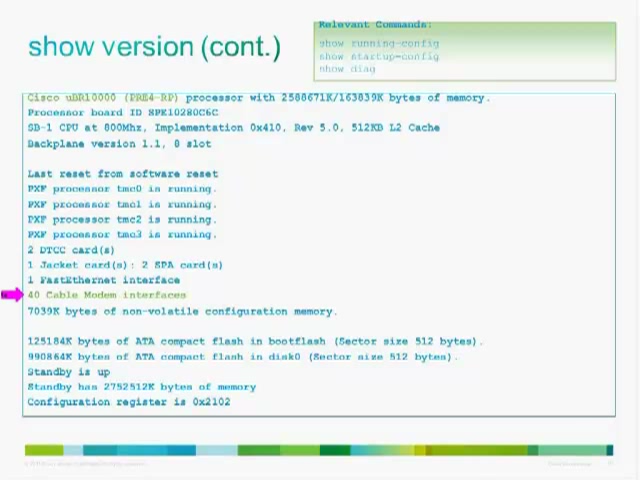 show version (cont.)
Relevant Commands:
show running-config
show startup-config
show diag
Cisco uBR10000 (PRE4-RP) processor with 2588671K/163839K bytes of memory.
Processor board ID SPE10280C6C
SB-1 CPU at 800Mhz, Implementation 0x410, Rev 5.0, 512KB L2 Cache
Backplane version 1.1, 8 slot
Last reset from software reset
PXF processor tmc0 is running.
PXF processor tmc1 is running.
PXF processor tmc2 is running.
PXF processor tmc3 is running.
2 DTCC card(s)
1 Jacket card(s): 2 SPA card(s)
1 FastEthernet interface
40 Cable Modem interfaces
7039K bytes of non-volatile configuration memory.
125184K bytes of ATA compact flash in bootflash (Sector size 512 bytes).
990864K bytes of ATA compact flash in disk0 (Sector size 512 bytes).
Standby is up
Standby has 2752512K bytes of memory
Configuration register is 0x2102